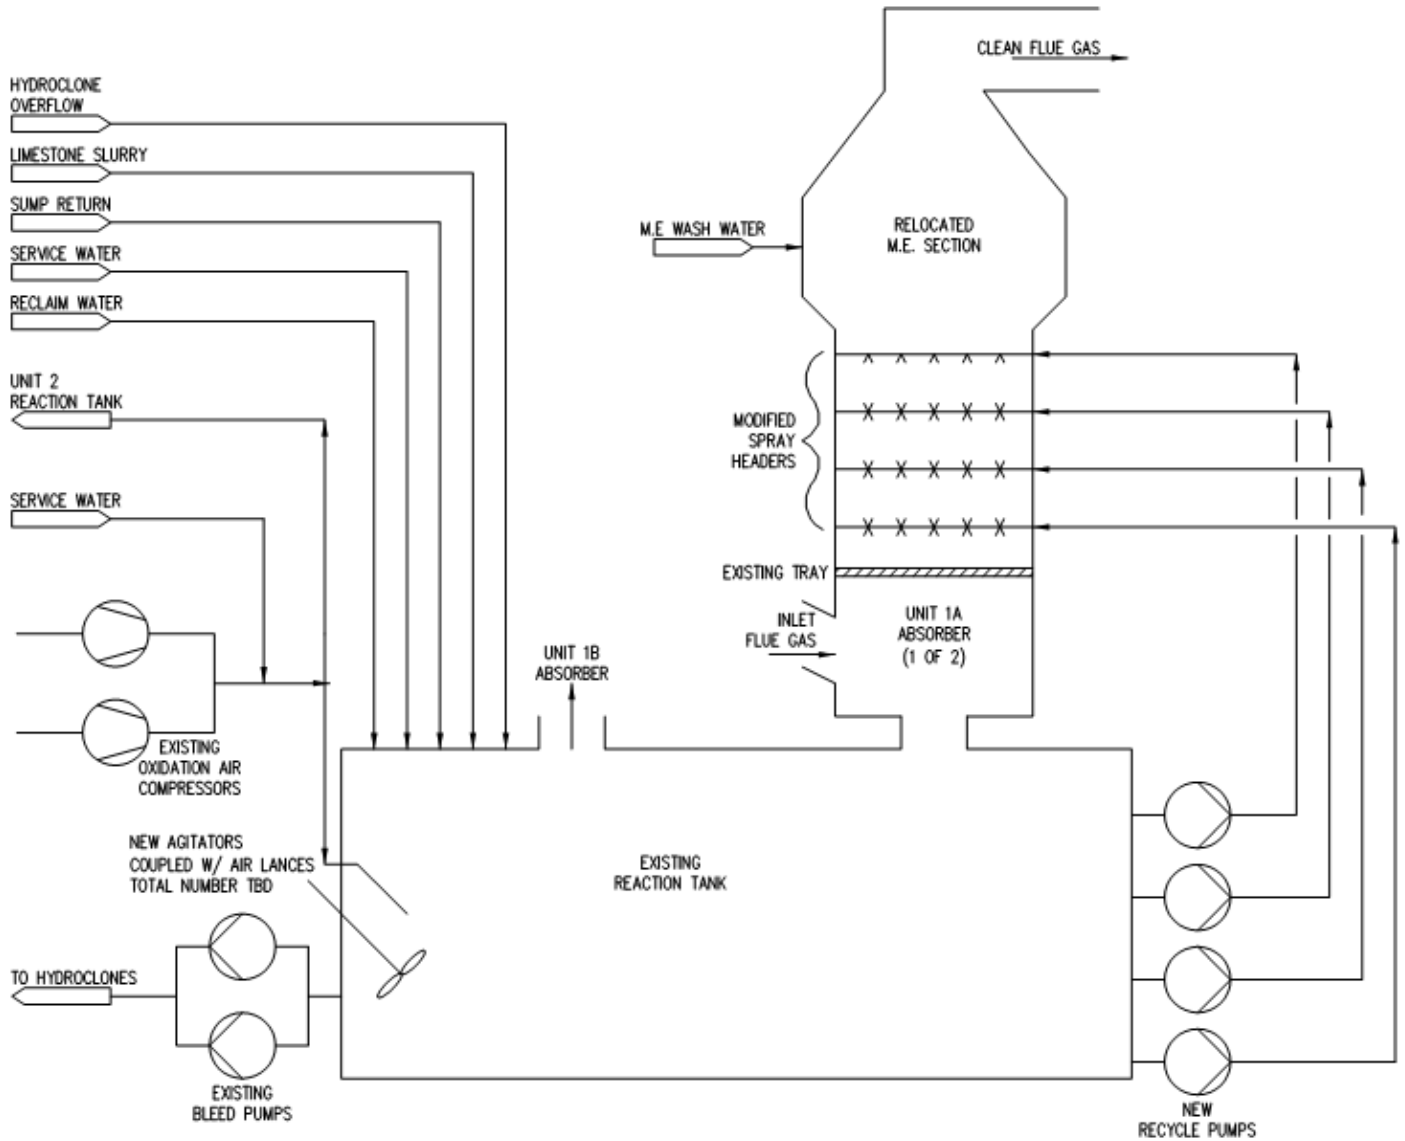 CLEAN FLUE GAS
HYDROCLONE
OVERFLOW
LIMESTONE SLURRY
SUMP RETURN
SERVICE WATER
RECLAIM WATER
M.E WASH WATER
RELOCATED
M.E. SECTION
UNIT 2
REACTION TANK
MODIFIED
SPRAY
HEADERS
SERVICE WATER
EXISTING TRAY
INLET
FLUE GAS
UNIT 1A
ABSORBER
(1 OF 2)
UNIT 1B
ABSORBER
EXISTING
OXIDATION AIR
COMPRESSORS
NEW AGITATORS
COUPLED W/ AIR LANCES
TOTAL NUMBER TBD
EXISTING
REACTION TANK
TO HYDROCLONES
EXISTING
BLEED PUMPS
NEW
RECYCLE PUMPS